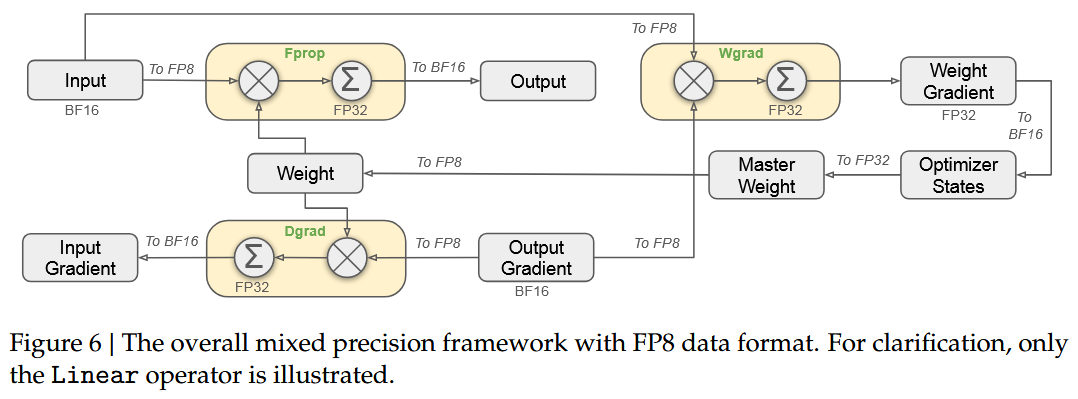 To FP8
Fprop
Wgrad
Input
To FP8
Σ
To BF16
Output
Σ
Weight
Gradient
BF16
FP32
FP32
FP32
To
BF16
Weight
To FP8
Master
Weight
To FP32
Optimizer
States
Input
Gradient
To BF16
Dgrad
Σ
FP32
To FP8
Output
Gradient
BF16
To FP8
Figure 6 | The overall mixed precision framework with FP8 data format. For clarification, only
the Linear operator is illustrated.